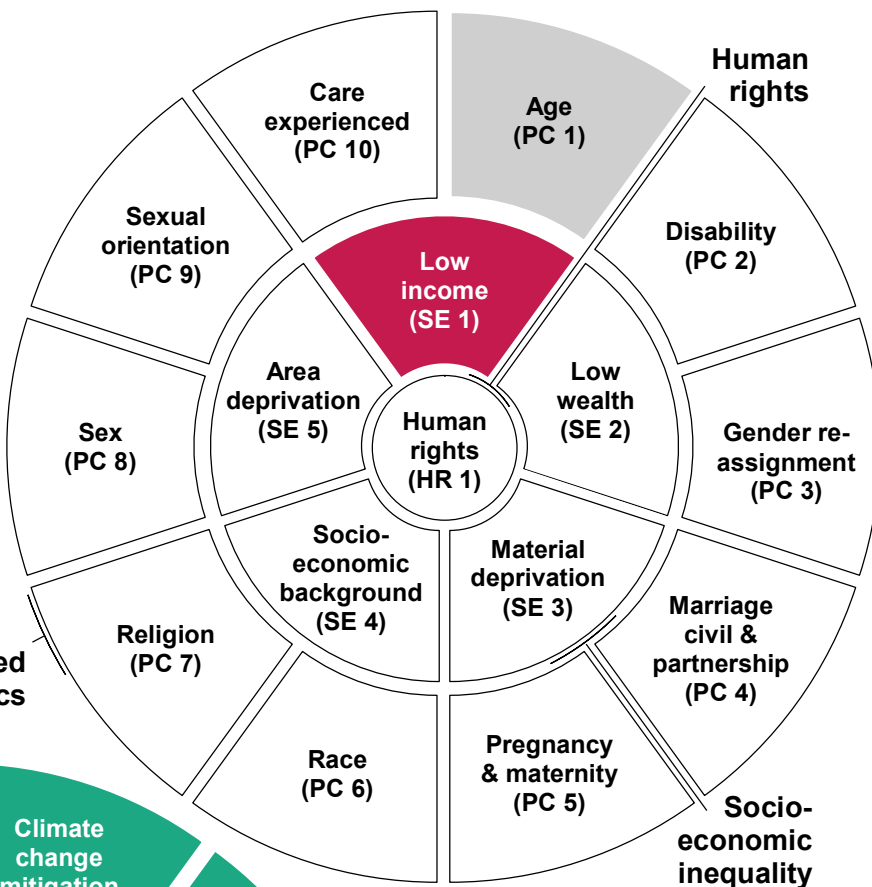 Human
rights
Care
experienced
(PC 10)
Age
(PC 1)
Sexual
orientation
(PC 9)
Disability
(PC 2)
Low
income
(SE 1)
Area
deprivation
(SE 5)
Low
wealth
(SE 2)
Human
rights
(HR 1)
Sex
(PC 8)
Gender re-
assignment
(PC 3)
Socio-
economic
background
(SE 4)
Material
deprivation
(SE 3)
Religion
(PC 7)
Marriage
civil &
partnership
(PC 4)
ed
cs
Race
(PC 6)
Pregnancy
& maternity
(PC 5)
Socio-
economic
inequality
Climate
change
mitigation